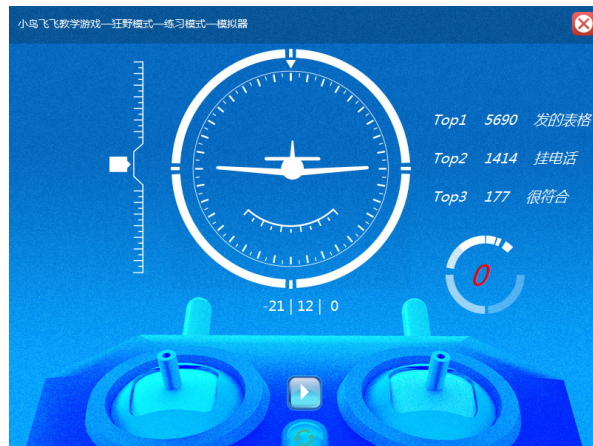 小鸟飞飞教学游戏—狂野模式—练习模式—模拟器
Top1 5690 发的表格
Top2 1414 挂电话
Top3 177 很符合
0
-21 | 12 | 0